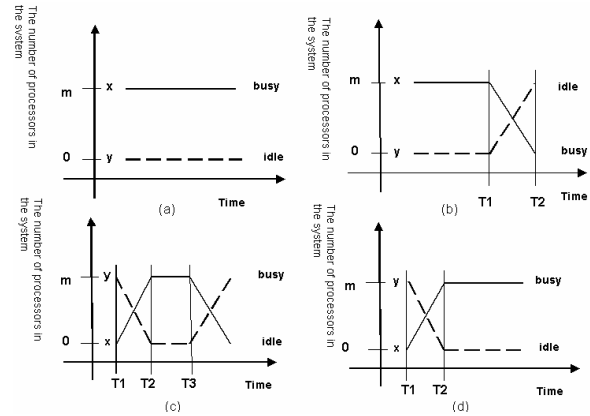 The number of processors in
the system
m
x
busy
0
y
idle
Time
(a)
The number of processors in
the system
m
x
idle
0
y
busy
T1
T2
Time
(b)
The number of processors in
the system
m
y
busy
0
x
idle
T1
T2
T3
Time
(c)
The number of processors in
the system
m
y
busy
0
x
idle
T1
T2
Time
(d)